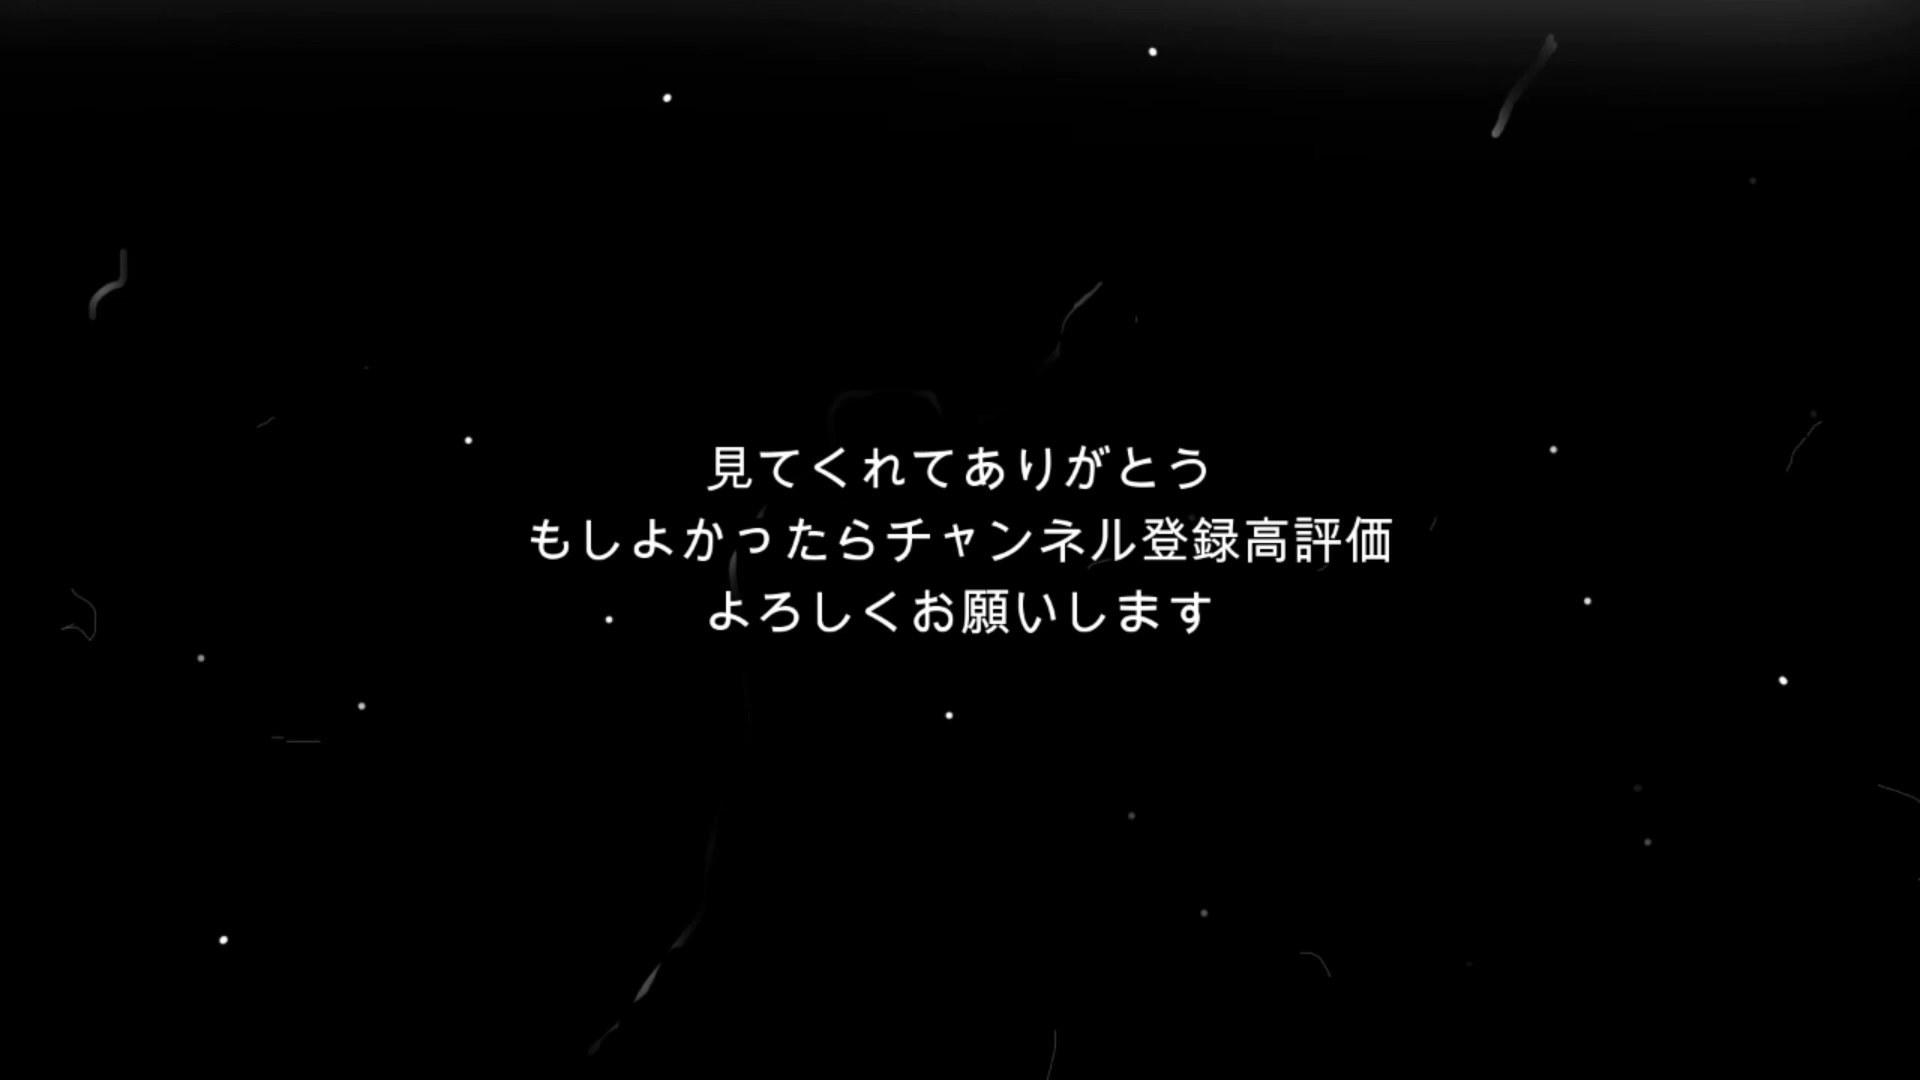 見てくれてありがとう
もしよかったらチャンネル登録高評価
よろしくお願いします